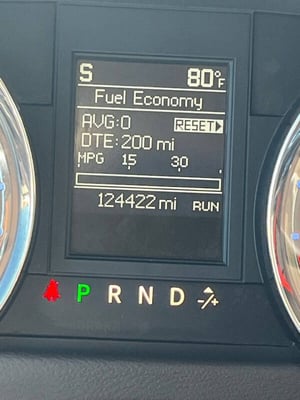 S 80°F
Fuel Economy
AVG:0 RESET
DTE:200 mi
MPG 15 30
124422 mi RUN
P R N D -/+